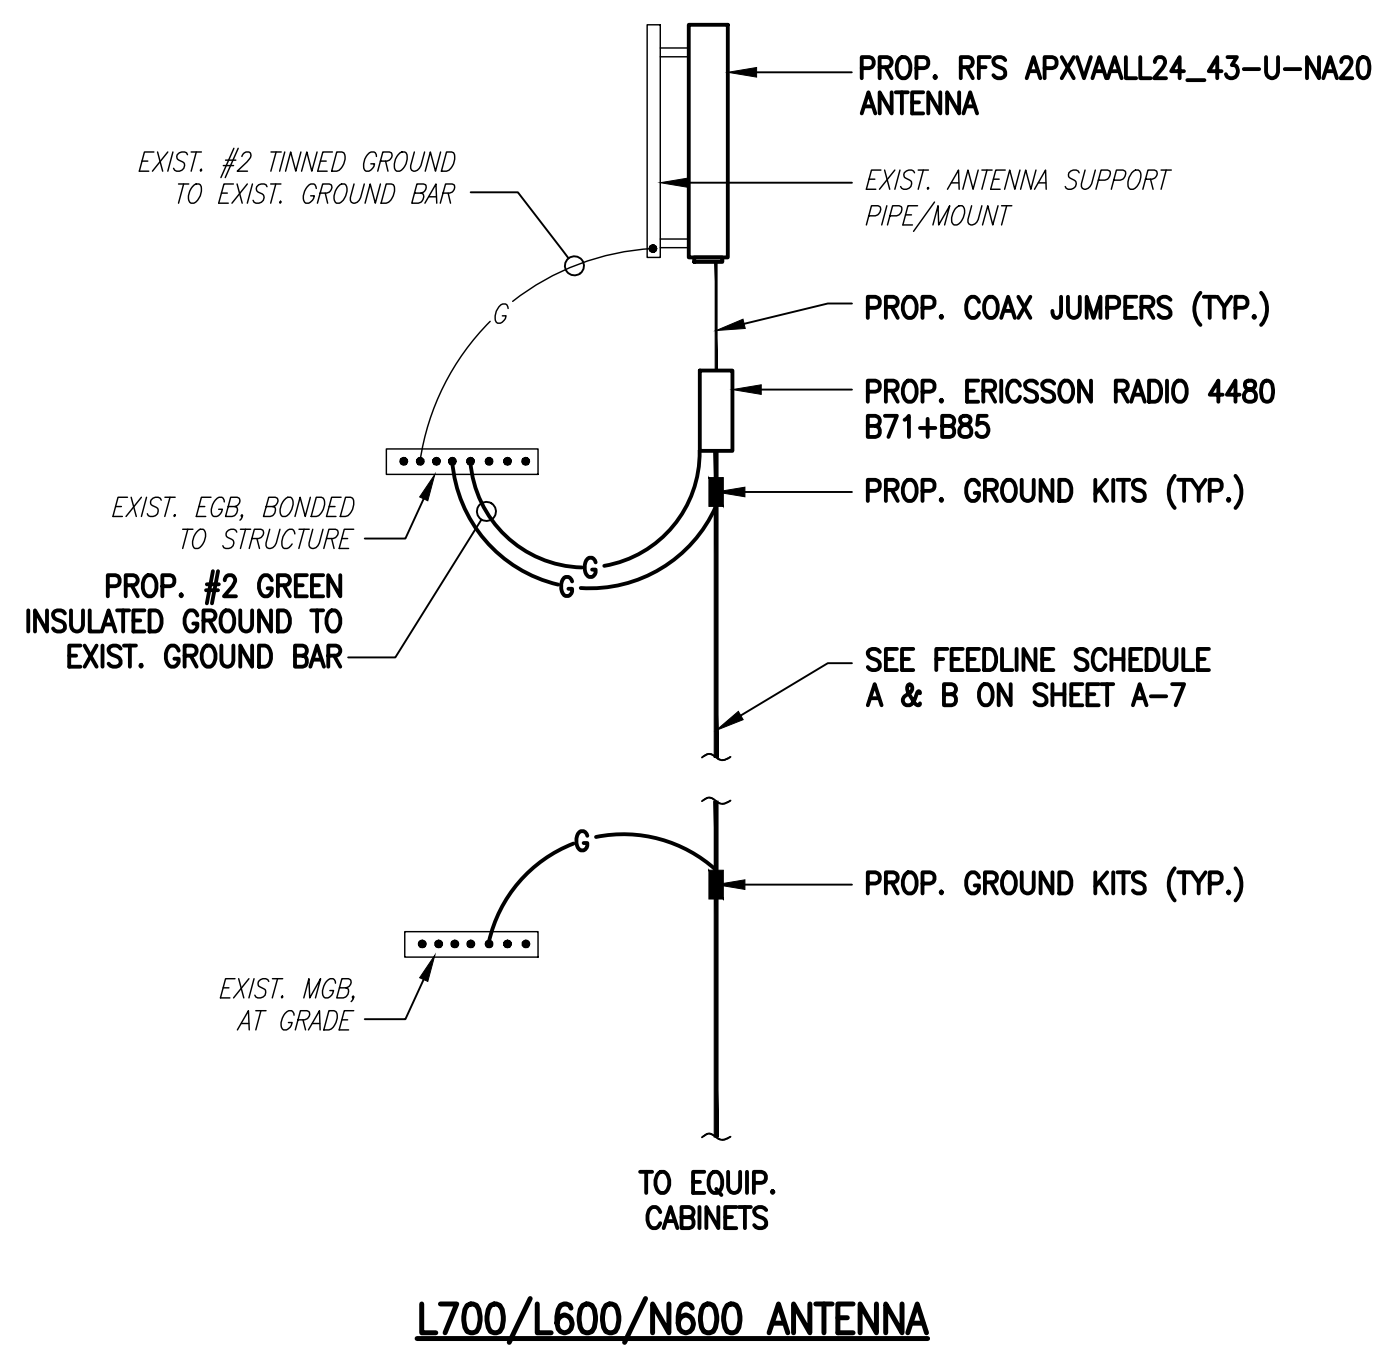 PROP. RFS APXVAALL24_43-U-NA20
ANTENNA
EXIST. #2 TINNED GROUND
TO EXIST. GROUND BAR
EXIST. ANTENNA SUPPORT
PIPE/MOUNT
G
PROP. COAX JUMPERS (TYP.)
PROP. ERICSSON RADIO 4480
B71+B85
EXIST. EGB, BONDED
TO STRUCTURE
PROP. GROUND KITS (TYP.)
G
G
PROP. #2 GREEN
INSULATED GROUND TO
EXIST. GROUND BAR
SEE FEEDLINE SCHEDULE
A & B ON SHEET A-7
G
PROP. GROUND KITS (TYP.)
EXIST. MGB,
AT GRADE
TO EQUIP.
CABINETS
L700/L600/N600 ANTENNA